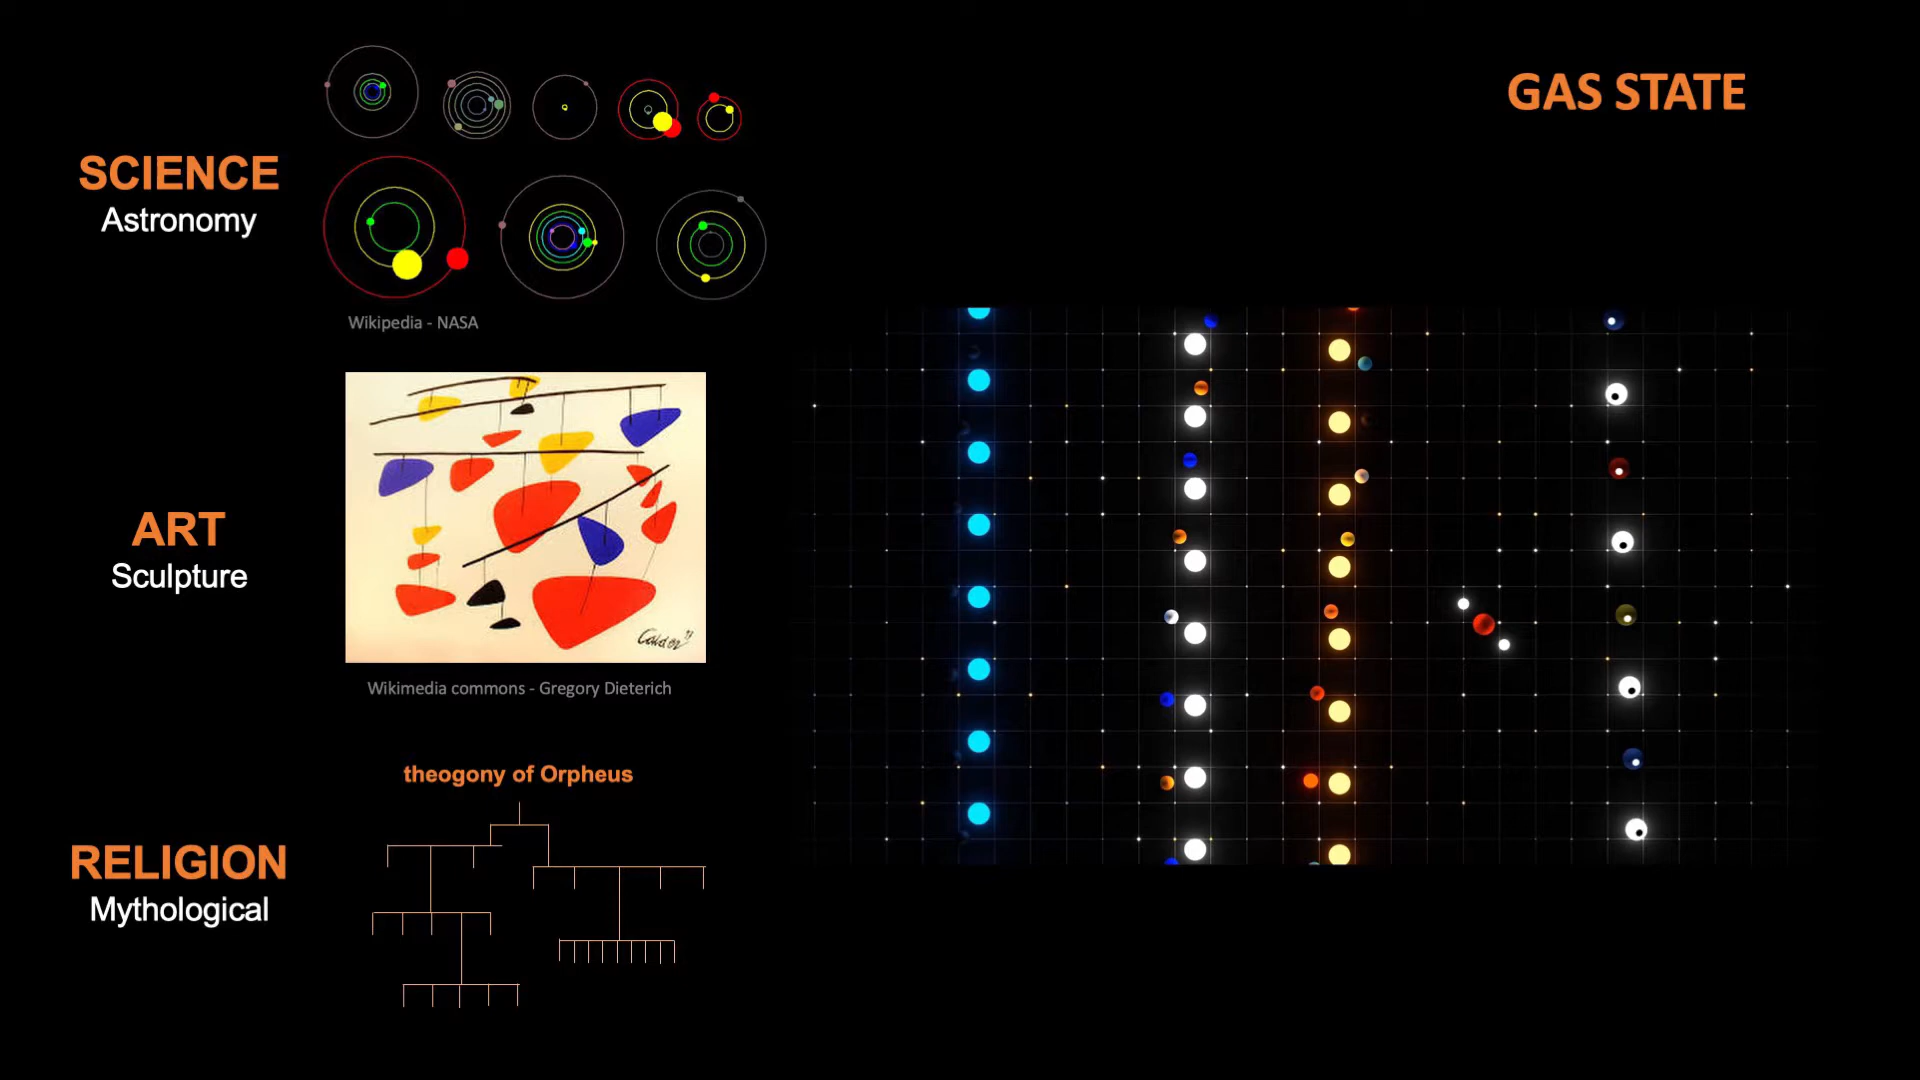 GAS STATE
SCIENCE
Astronomy
Wikipedia - NASA
ART
Sculpture
Wikimedia commons - Gregory Dieterich
theogony of Orpheus
RELIGION
Mythological